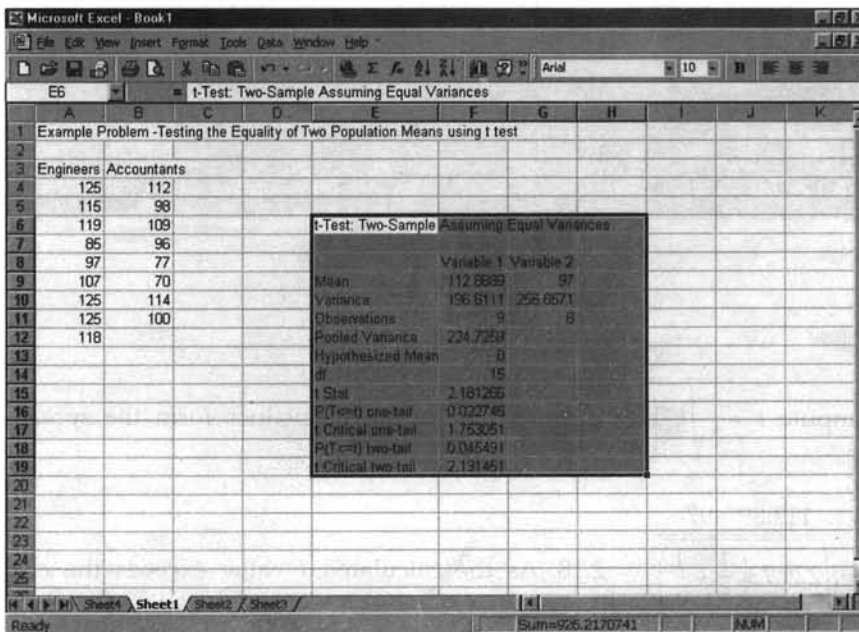 Microsoft Excel - Book1
File Edit View Insert Format Tools Data Window Help
Arial 10 B
E6 = t-Test: Two-Sample Assuming Equal Variances
A B C D E F G H I J K
1 Example Problem -Testing the Equality of Two Population Means using t test
2
3 Engineers Accountants
4 125 112
5 115 98
6 119 109 t-Test: Two-Sample Assuming Equal Variances
7 85 96
8 97 77 Variable 1 Variable 2
9 107 70 Mean 112.8889 97
10 125 114 Variance 196.6111 256.8571
11 125 100 Observations 9 8
12 118 Pooled Variance 224.7259
13 Hypothesized Mean 0
14 df 15
15 t Stat 2.181266
16 P(T<=t) one-tail 0.022746
17 t Critical one-tail 1.753051
18 P(T<=t) two-tail 0.045491
19 t Critical two-tail 2.131451
20
21
22
23
24
25
Sheet4 Sheet1 Sheet2 Sheet3
Ready Sum=926.2170741 NUM